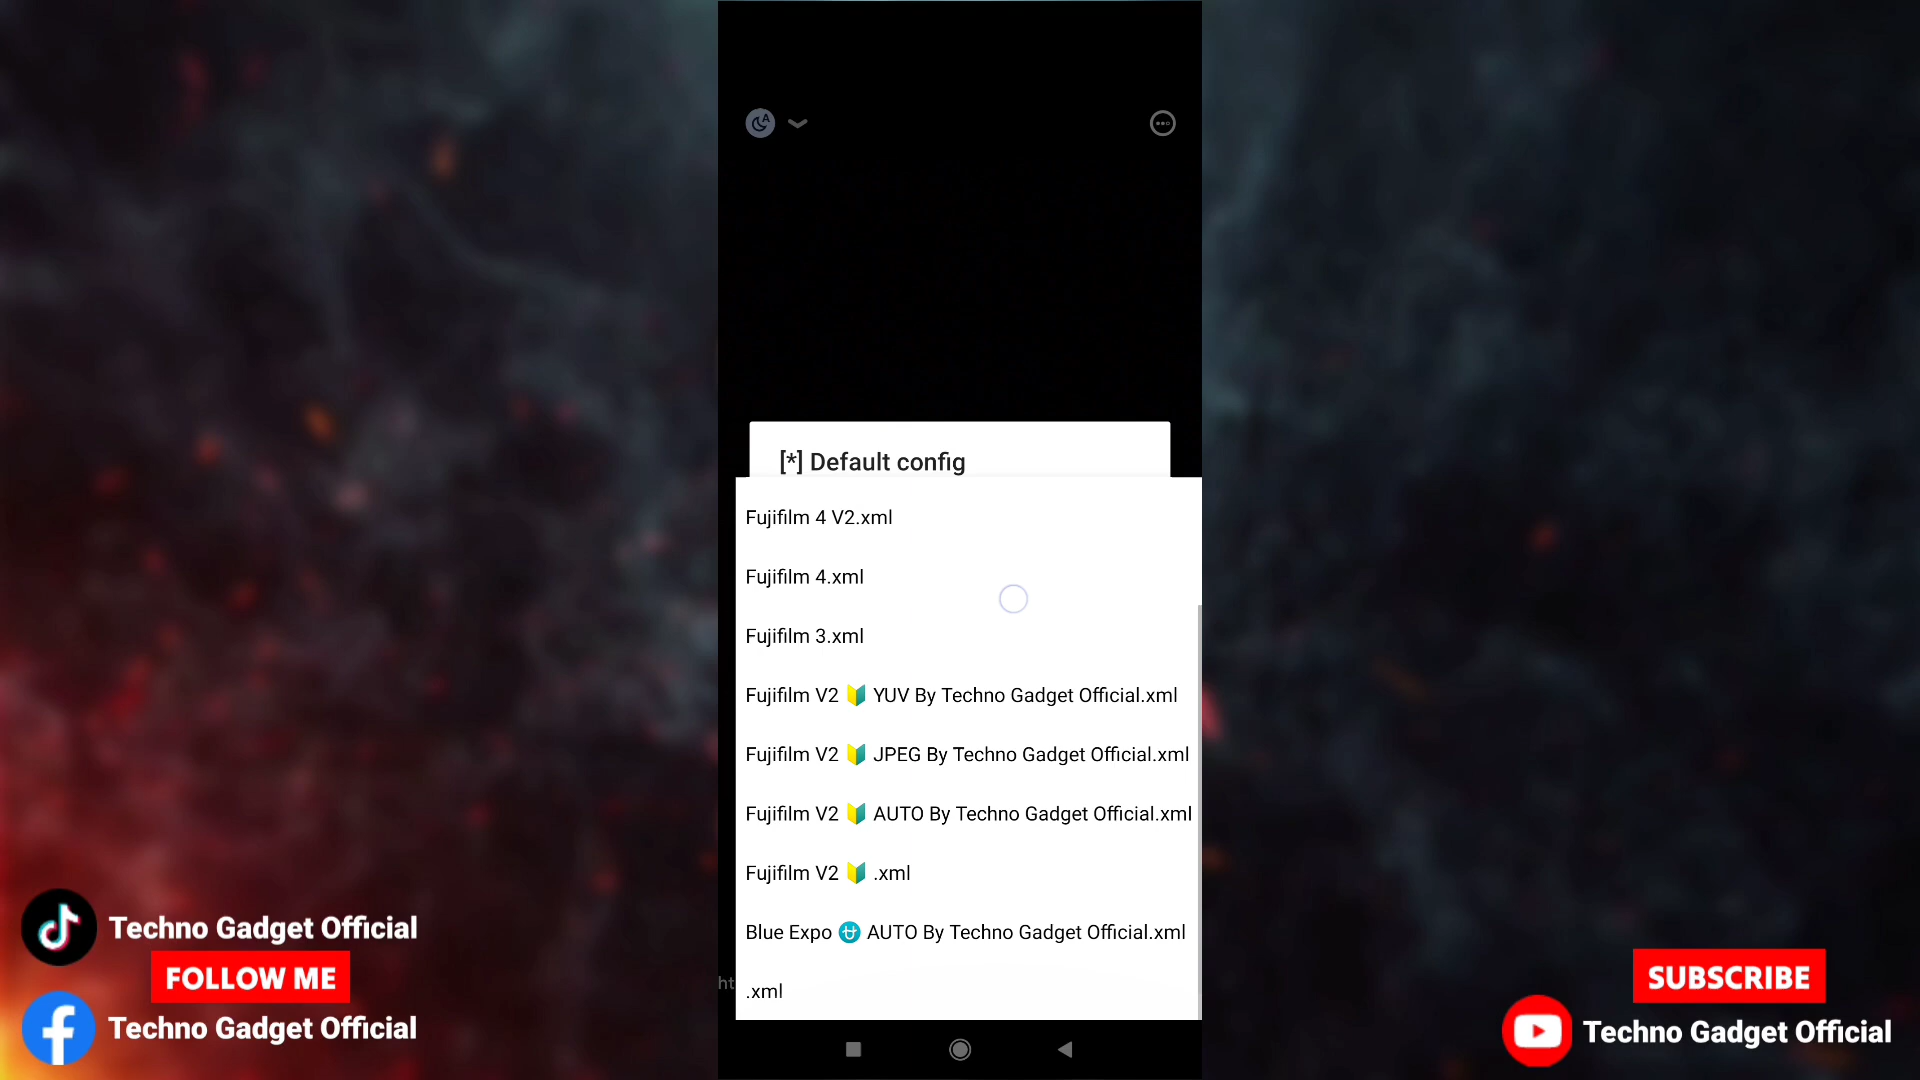 [*] Default config
Fujifilm 4 V2.xml
Fujifilm 4.xml
Fujifilm 3.xml
Fujifilm V2 🔰 YUV By Techno Gadget Official.xml
Fujifilm V2 🔰 JPEG By Techno Gadget Official.xml
Fujifilm V2 🔰 AUTO By Techno Gadget Official.xml
Fujifilm V2 🔰 .xml
Blue Expo ⛎ AUTO By Techno Gadget Official.xml
ht
.xml
Techno Gadget Official
FOLLOW ME
Techno Gadget Official
SUBSCRIBE
Techno Gadget Official